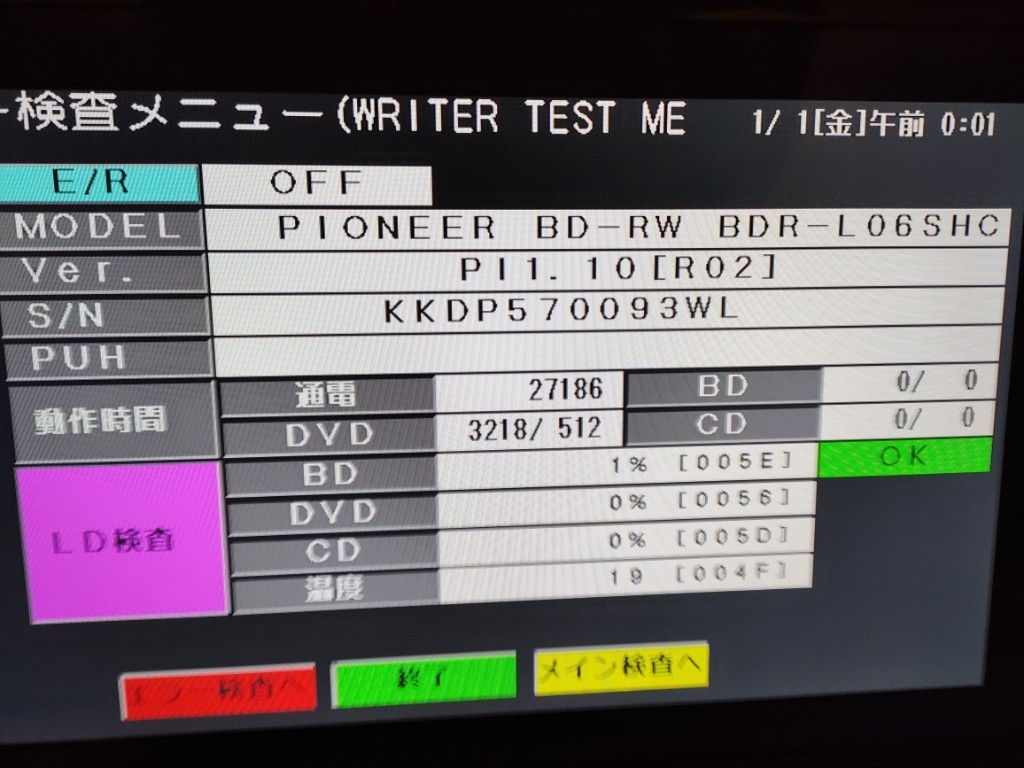 検査メニュー(WRITER TEST ME
1/ 1[金]午前 0:01
E/R OFF
MODEL PIONEER BD-RW BDR-L06SHC
Ver. PI1.10[R02]
S/N KKDP570093WL
PUH
動作時間 通電 27186 BD 0/ 0
DVD 3218/ 512 CD 0/ 0
LD検査 BD 1% [005E] OK
DVD 0% [0056]
CD 0% [005D]
温度 19 [004F]
エラー検査へ 終了 メイン検査へ